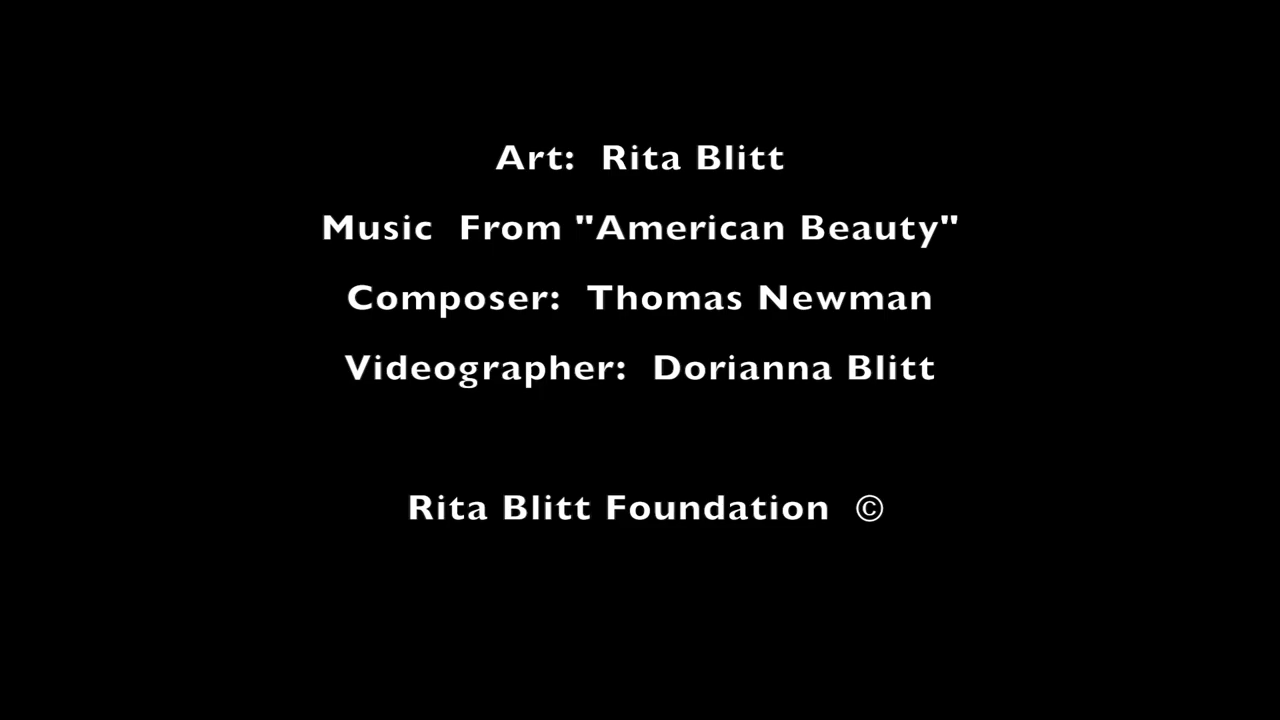 Art:  Rita Blitt
Music  From "American Beauty"
Composer:  Thomas Newman
Videographer:  Dorianna Blitt
Rita Blitt Foundation  ©